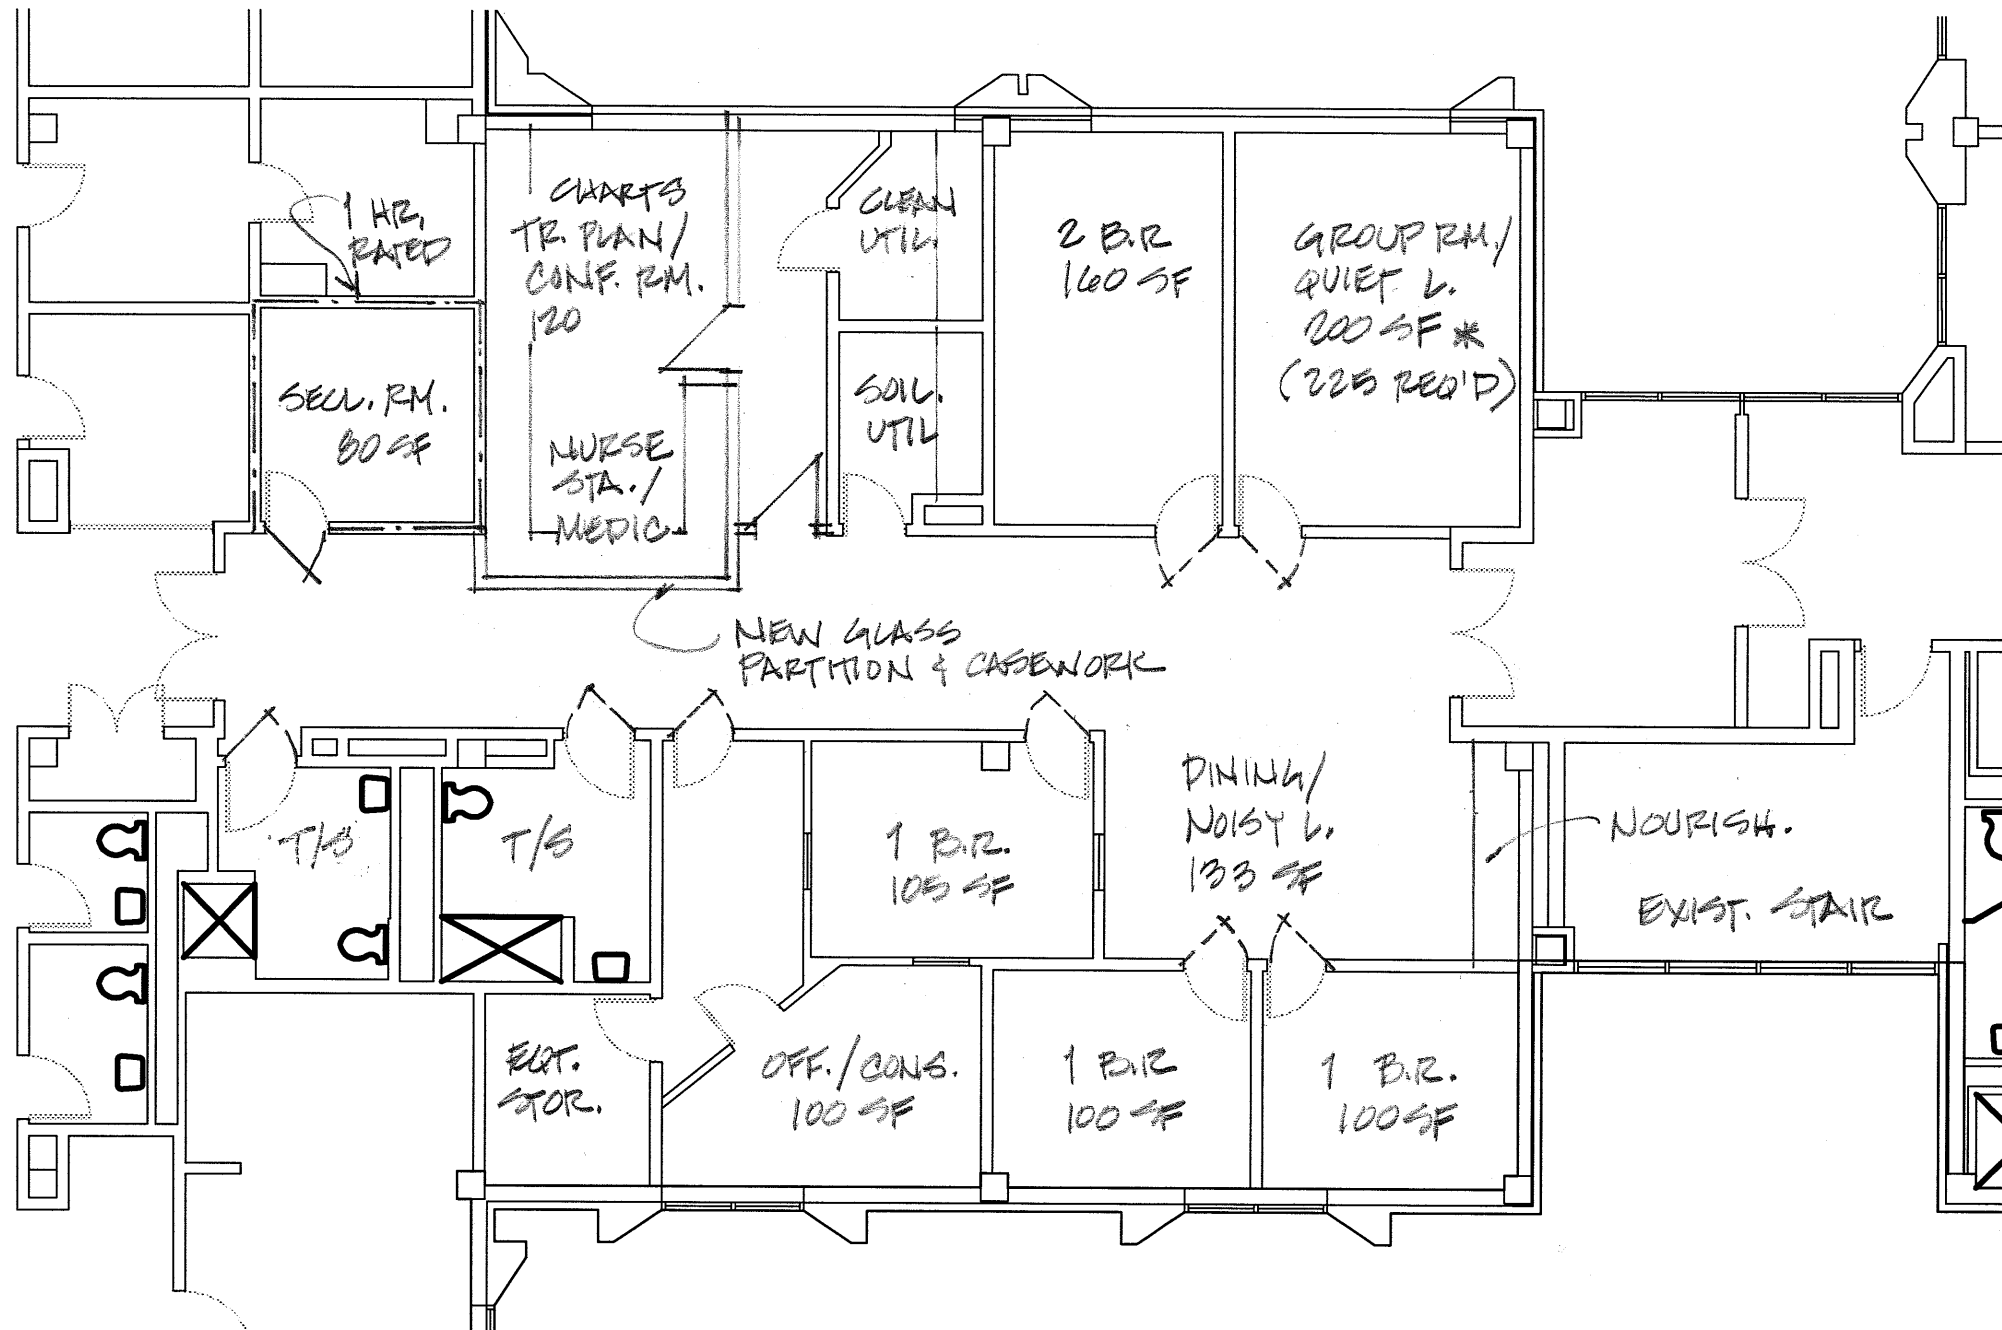 1 HR,
RATED
CHARTS
TR. PLAN/
CONF. RM.
120
CLEAN
UTIL.
2 B.R
160 SF
GROUP RM./
QUIET L.
200 SF *
(225 REQ'D)
SECL. RM.
80 SF
NURSE
STA./
MEDIC.
SOIL.
UTIL
NEW GLASS
PARTITION & CASEWORK
T/S
T/S
1 B.R.
105 SF
DINING/
NOISY L.
133 SF
NOURISH.
EXIST. STAIR
EQT.
STOR.
OFF./CONS.
100 SF
1 B.R
100 SF
1 B.R.
100 SF